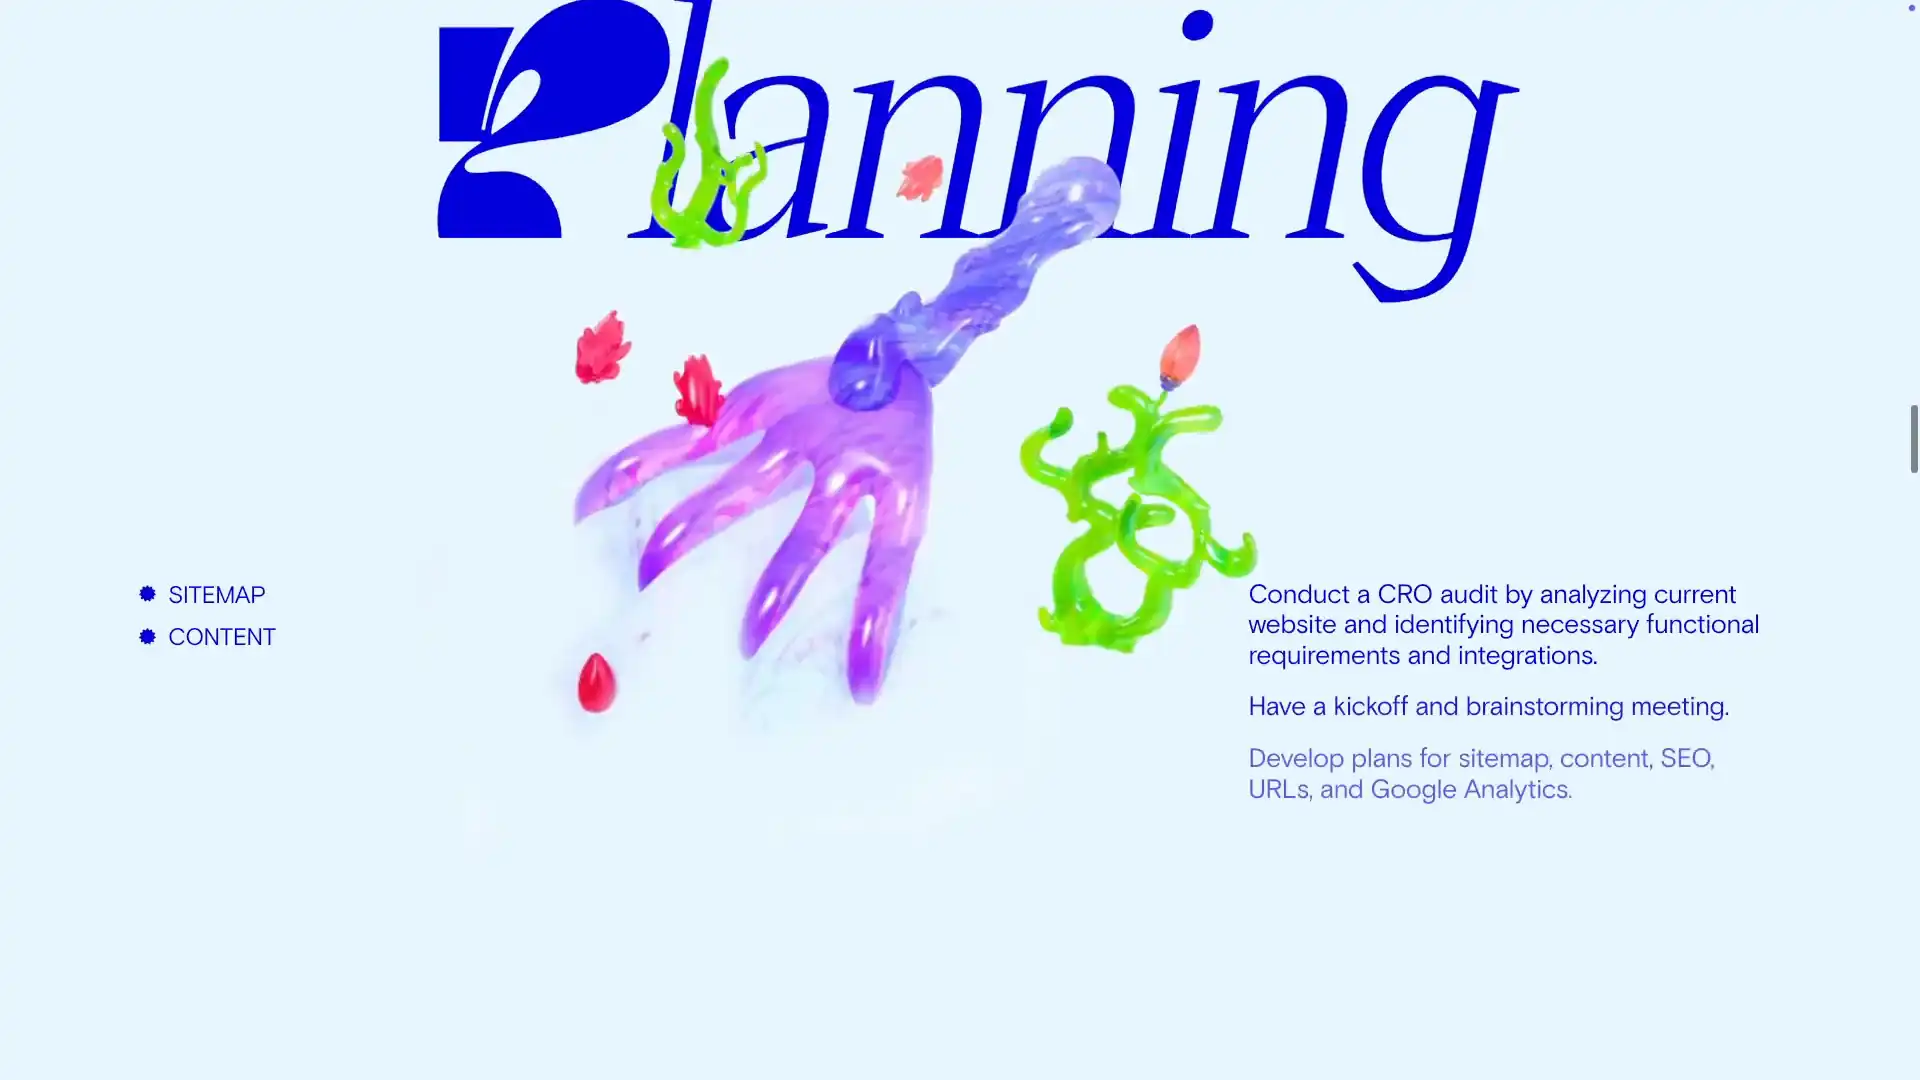 Planning
SITEMAP
CONTENT
Conduct a CRO audit by analyzing current
website and identifying necessary functional
requirements and integrations.
Have a kickoff and brainstorming meeting.
Develop plans for sitemap, content, SEO,
URLs, and Google Analytics.